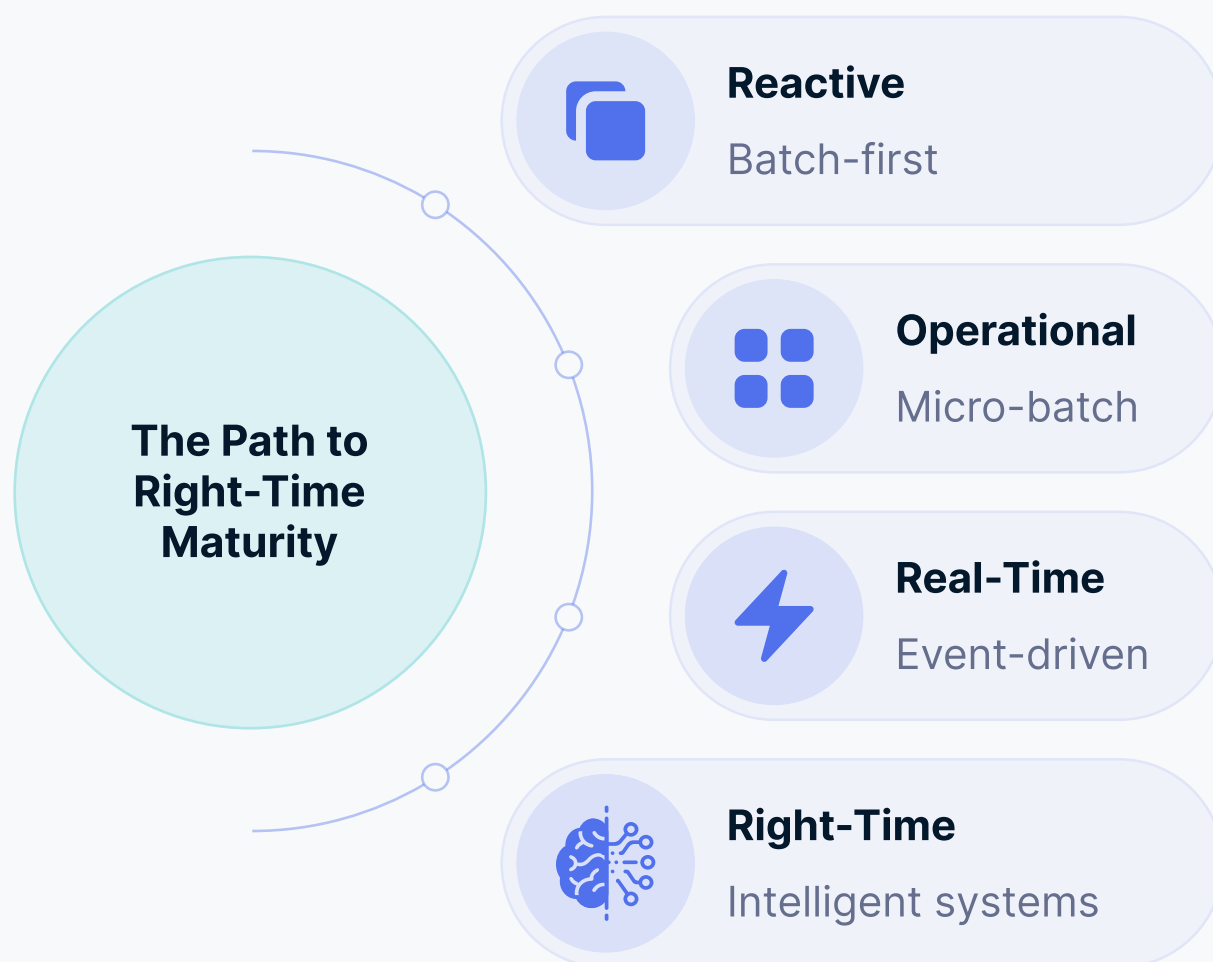 The Path to
Right-Time
Maturity
Reactive
Batch-first
Operational
Micro-batch
Real-Time
Event-driven
Right-Time
Intelligent systems